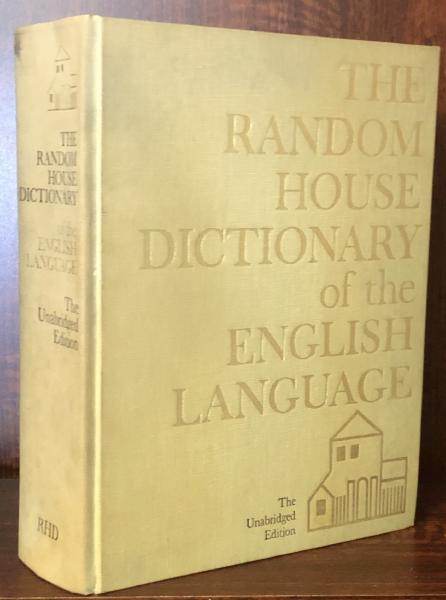 THE
RANDOM
HOUSE
DICTIONARY
of the
ENGLISH
LANGUAGE
The
Unabridged
Edition
RHD
THE
RANDOM
HOUSE
DICTIONARY
of the
ENGLISH
LANGUAGE
The
Unabridged
Edition